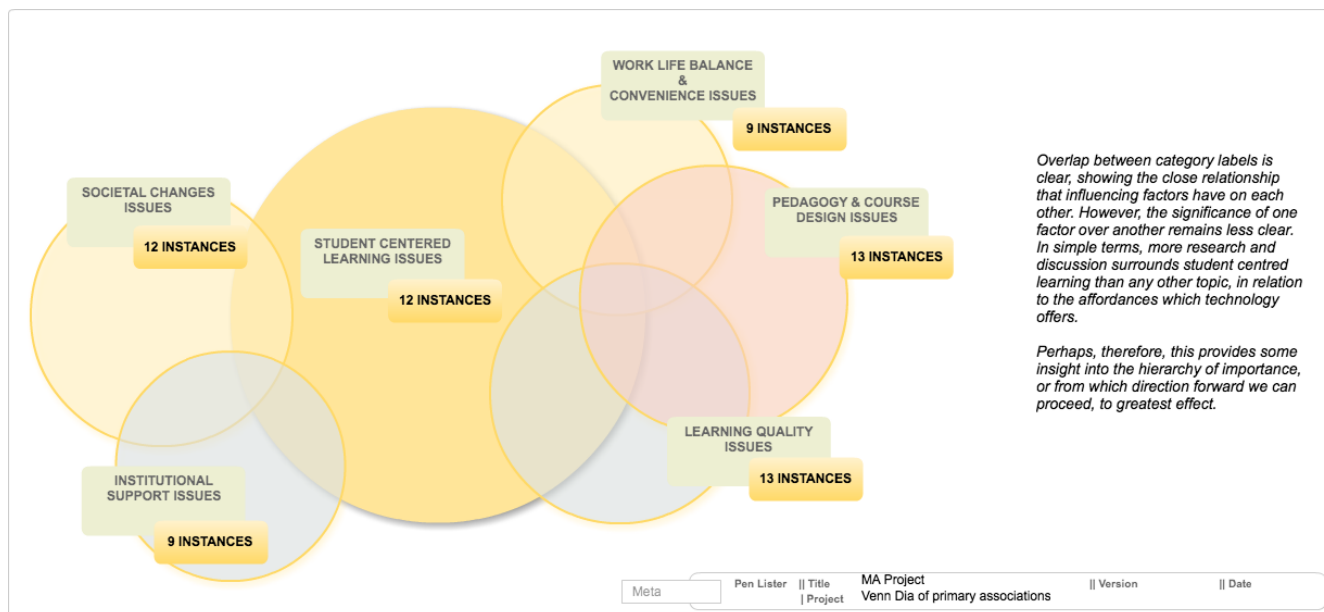 WORK LIFE BALANCE
&
CONVENIENCE ISSUES
9 INSTANCES
SOCIETAL CHANGES
ISSUES
12 INSTANCES
STUDENT CENTERED
LEARNING ISSUES
12 INSTANCES
PEDAGOGY & COURSE
DESIGN ISSUES
13 INSTANCES
LEARNING QUALITY
ISSUES
13 INSTANCES
INSTITUTIONAL
SUPPORT ISSUES
9 INSTANCES
Overlap between category labels is
clear, showing the close relationship
that influencing factors have on each
other. However, the significance of one
factor over another remains less clear.
In simple terms, more research and
discussion surrounds student centred
learning than any other topic, in relation
to the affordances which technology
offers.
Perhaps, therefore, this provides some
insight into the hierarchy of importance,
or from which direction forward we can
proceed, to greatest effect.
Meta
Pen Lister || Title MA Project || Version || Date
| Project Venn Dia of primary associations